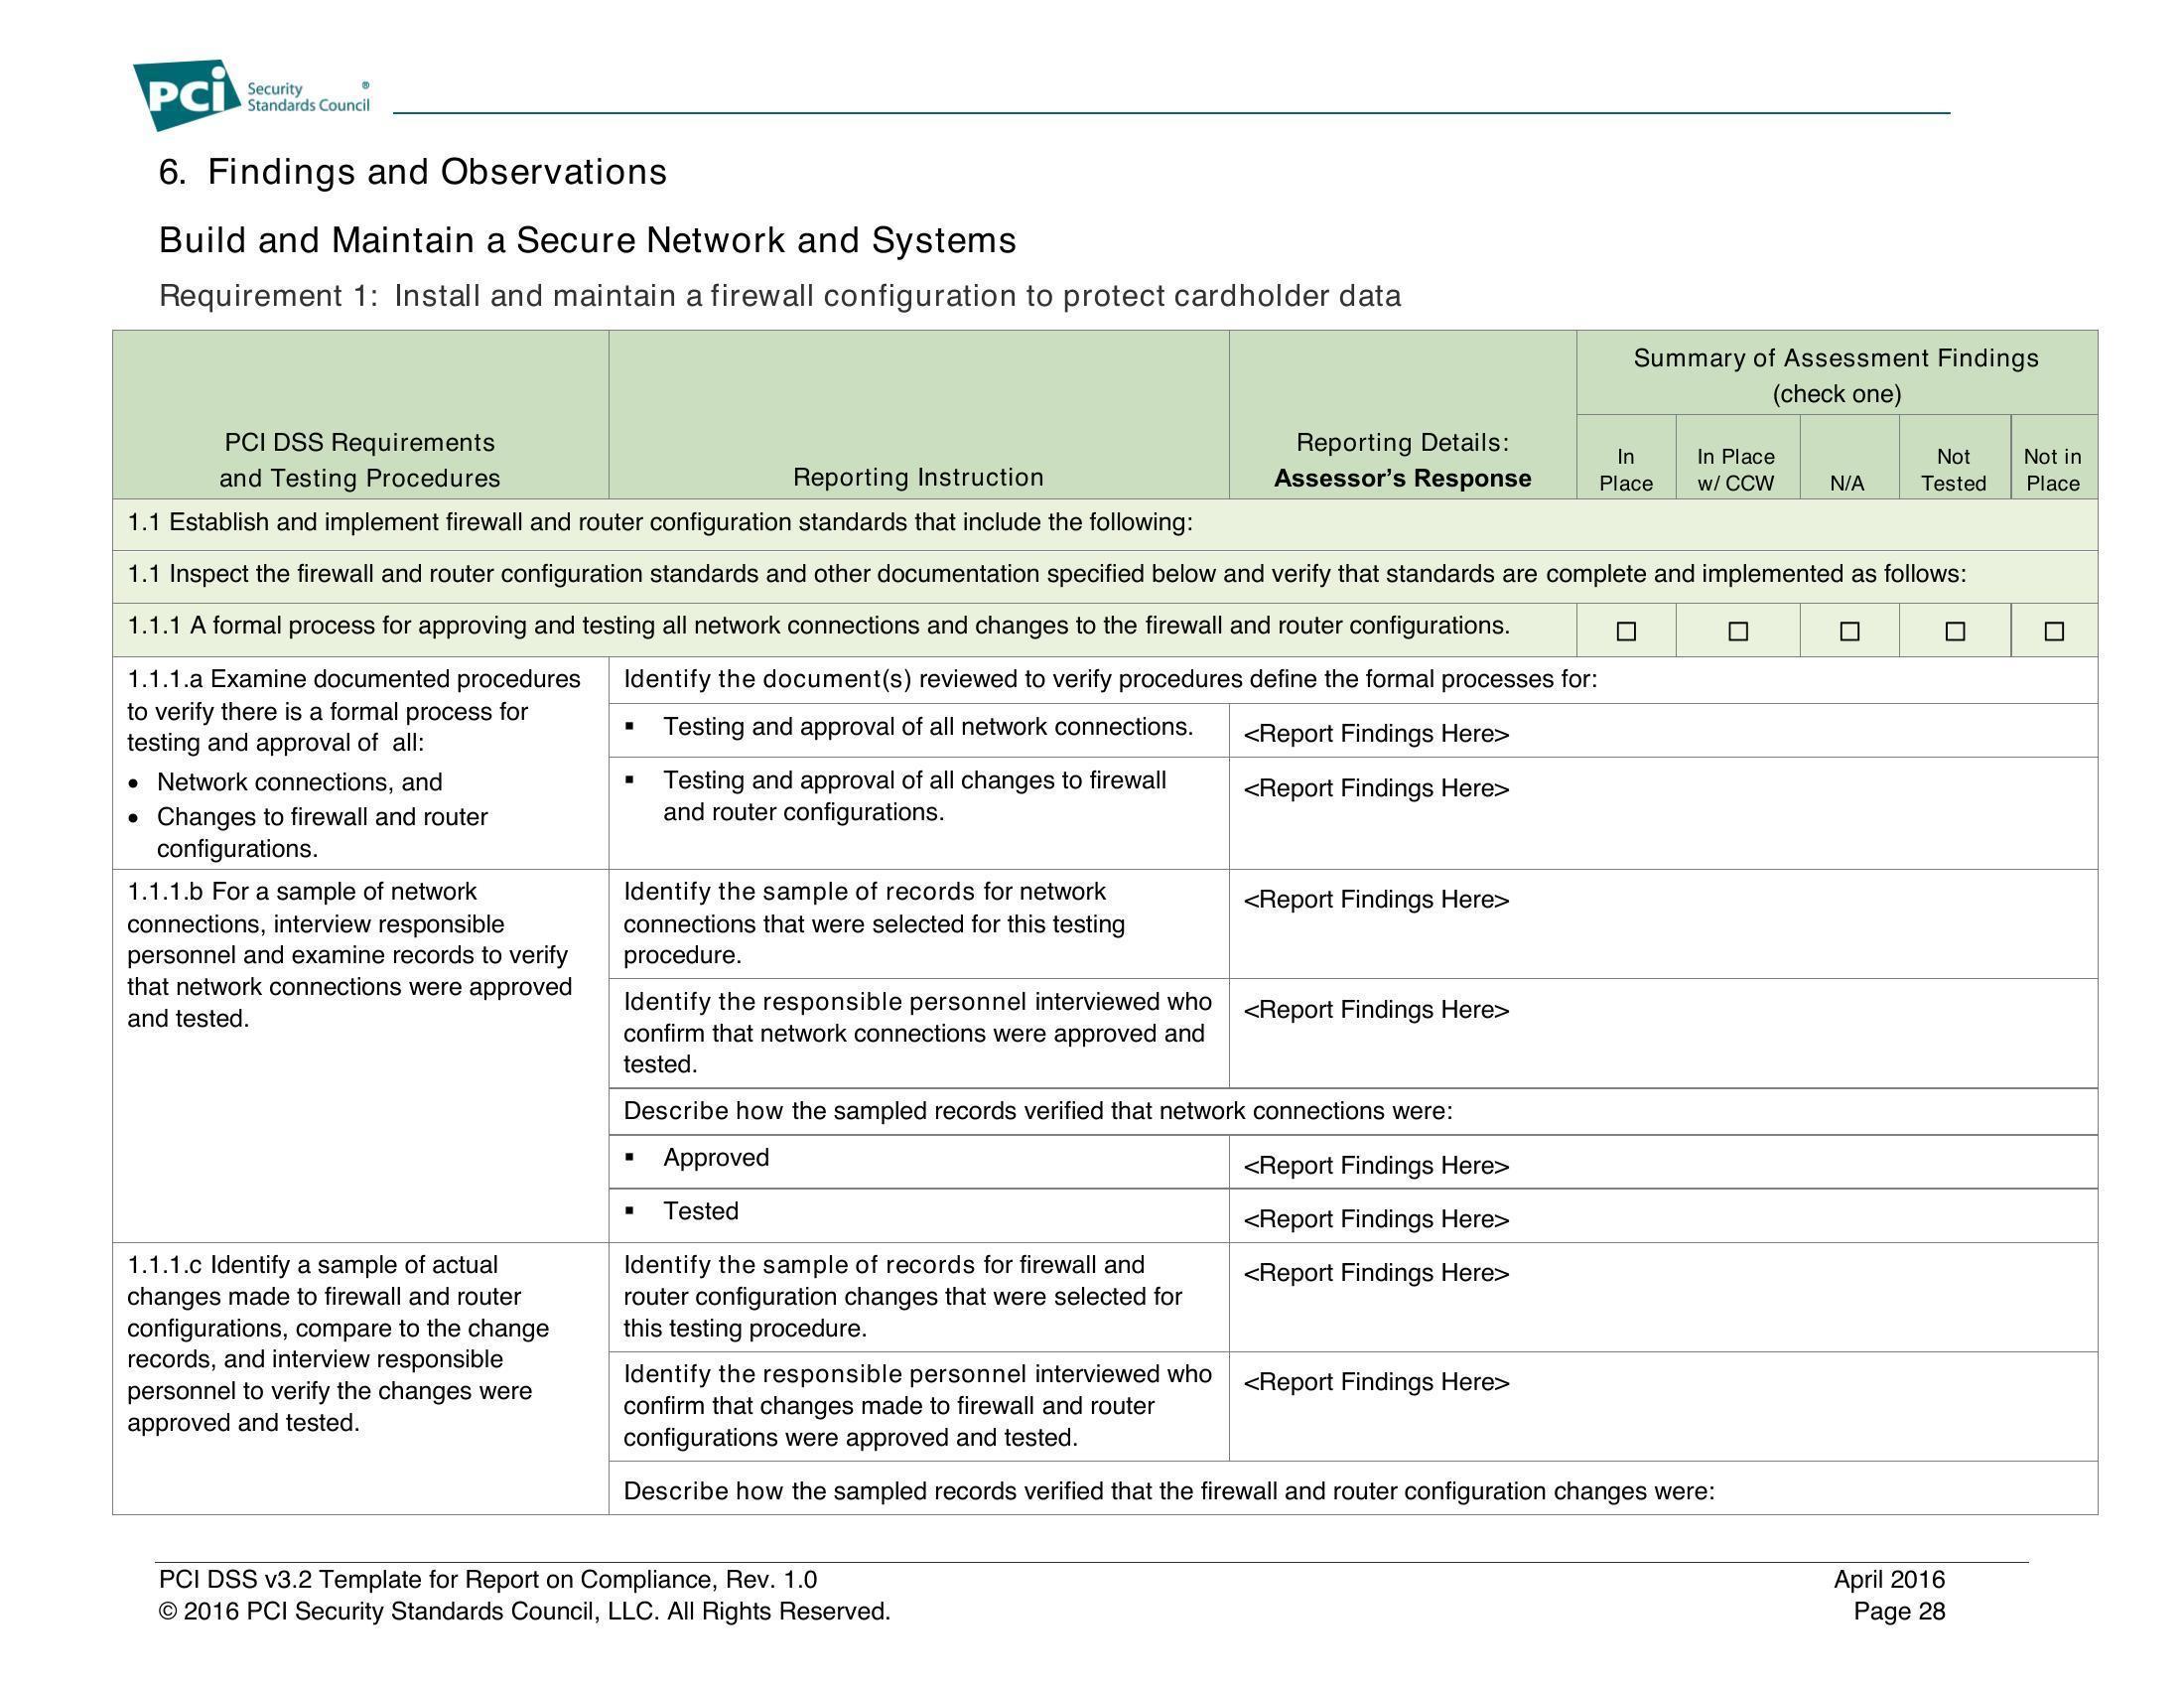 PCI Security ®
Standards Council
6. Findings and Observations
Build and Maintain a Secure Network and Systems
Requirement 1: Install and maintain a firewall configuration to protect cardholder data
PCI DSS Requirements
and Testing Procedures
Reporting Instruction
Reporting Details:
Assessor’s Response
Summary of Assessment Findings
(check one)
In
Place
In Place
w/ CCW
N/A
Not
Tested
Not in
Place
1.1 Establish and implement firewall and router configuration standards that include the following:
1.1 Inspect the firewall and router configuration standards and other documentation specified below and verify that standards are complete and implemented as follows:
1.1.1 A formal process for approving and testing all network connections and changes to the firewall and router configurations. ☐ ☐ ☐ ☐ ☐
1.1.1.a Examine documented procedures
to verify there is a formal process for
testing and approval of all:
• Network connections, and
• Changes to firewall and router
configurations.
Identify the document(s) reviewed to verify procedures define the formal processes for:
▪ Testing and approval of all network connections.
<Report Findings Here>
▪ Testing and approval of all changes to firewall
and router configurations.
<Report Findings Here>
1.1.1.b For a sample of network
connections, interview responsible
personnel and examine records to verify
that network connections were approved
and tested.
Identify the sample of records for network
connections that were selected for this testing
procedure.
<Report Findings Here>
Identify the responsible personnel interviewed who
confirm that network connections were approved and
tested.
<Report Findings Here>
Describe how the sampled records verified that network connections were:
▪ Approved
<Report Findings Here>
▪ Tested
<Report Findings Here>
1.1.1.c Identify a sample of actual
changes made to firewall and router
configurations, compare to the change
records, and interview responsible
personnel to verify the changes were
approved and tested.
Identify the sample of records for firewall and
router configuration changes that were selected for
this testing procedure.
<Report Findings Here>
Identify the responsible personnel interviewed who
confirm that changes made to firewall and router
configurations were approved and tested.
<Report Findings Here>
Describe how the sampled records verified that the firewall and router configuration changes were:
PCI DSS v3.2 Template for Report on Compliance, Rev. 1.0
April 2016
© 2016 PCI Security Standards Council, LLC. All Rights Reserved.
Page 28